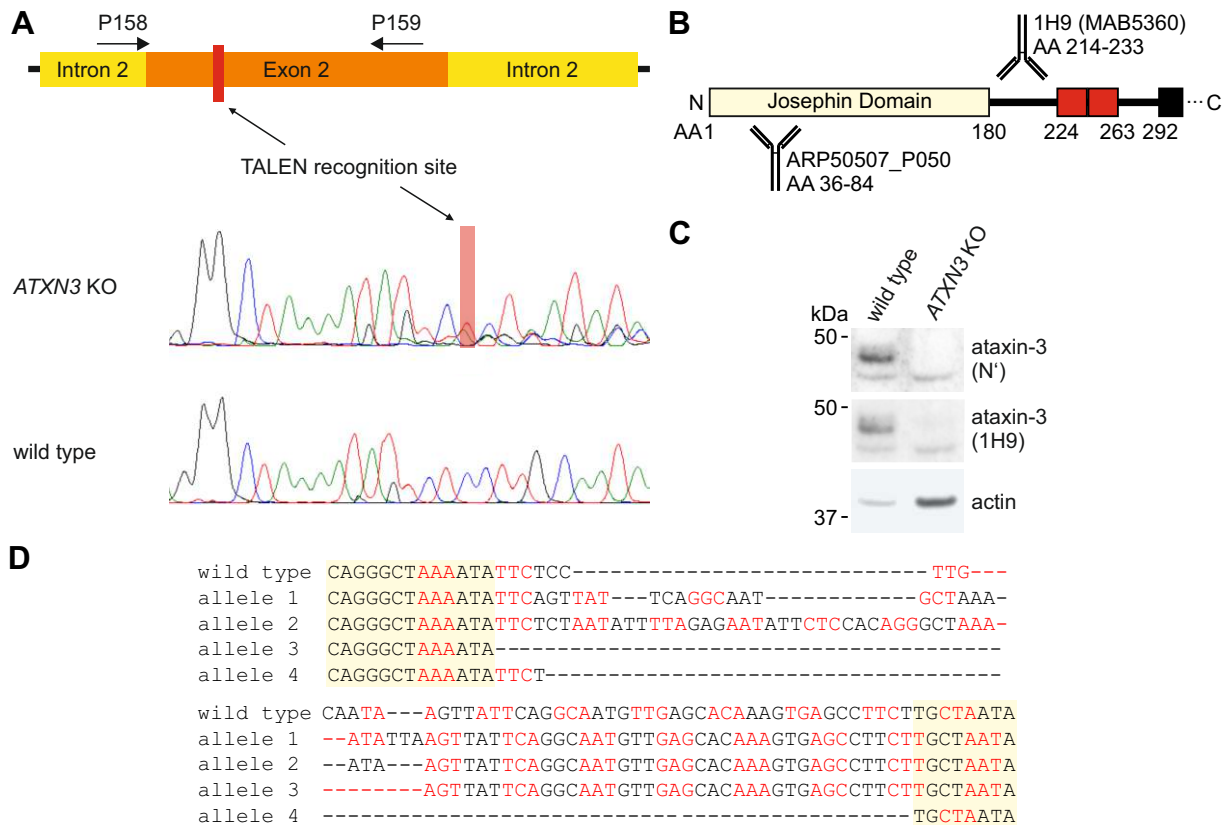 A
P158
P159
Intron 2
Exon 2
Intron 2
TALEN recognition site
ATXN3 KO
wild type
B
1H9 (MAB5360)
AA 214-233
N
Josephin Domain
···C
AA1
180
224
263
292
ARP50507_P050
AA 36-84
C
wild type
ATXN3 KO
kDa
50
ataxin-3
(N‘)
50
ataxin-3
(1H9)
actin
37
D
wild type CAGGGCTAAAATATTCTCC----------------------------TTG---
allele 1 CAGGGCTAAAATATTCAGTTAT---TCAGGCAAT------------GCTAAA-
allele 2 CAGGGCTAAAATATTCTCTAATATTTTAGAGAATATTCTCCACAGGGCTAAA-
allele 3 CAGGGCTAAAATA----------------------------------------
allele 4 CAGGGCTAAAATATTCT------------------------------------
wild type CAATA---AGTTATTCAGGCAATGTTGAGCACAAAGTGAGCCTTCTTGCTAATA
allele 1 --ATATTAAGTTATTCAGGCAATGTTGAGCACAAAGTGAGCCTTCTTGCTAATA
allele 2 --ATA---AGTTATTCAGGCAATGTTGAGCACAAAGTGAGCCTTCTTGCTAATA
allele 3 --------AGTTATTCAGGCAATGTTGAGCACAAAGTGAGCCTTCTTGCTAATA
allele 4 ----------------------------------------------TGCTAATA